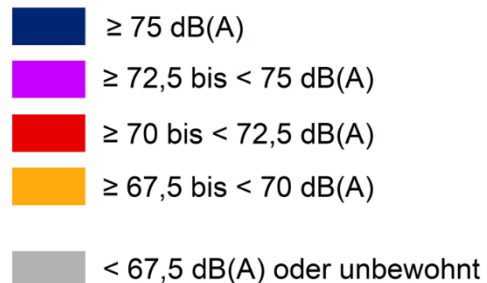 ≥ 75 dB(A)
≥ 72,5 bis < 75 dB(A)
≥ 70 bis < 72,5 dB(A)
≥ 67,5 bis < 70 dB(A)
< 67,5 dB(A) oder unbewohnt